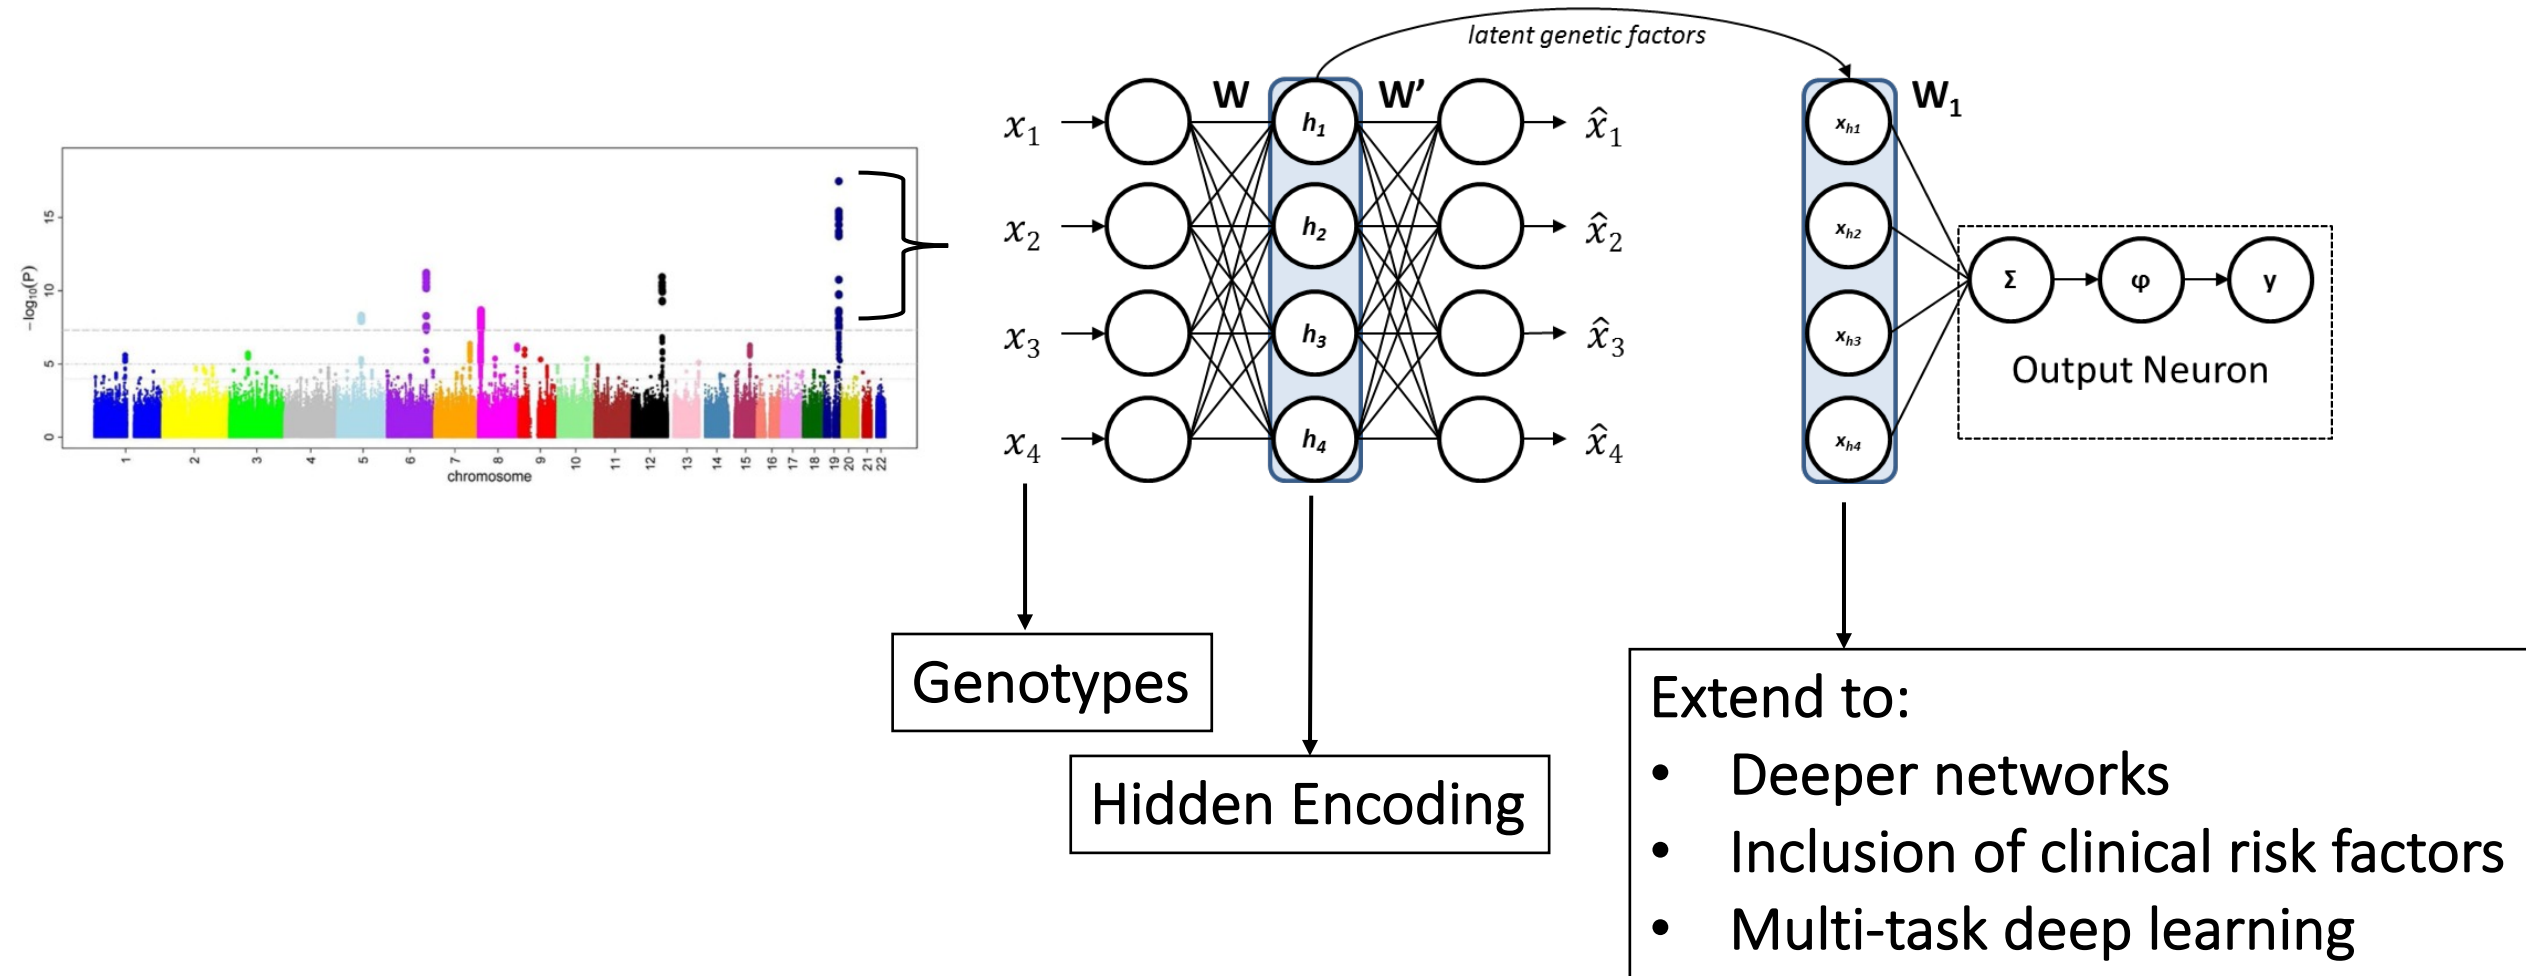 latent genetic factors
W
W’
W₁
x₁
h₁
x̂₁
xₕ₁
x₂
h₂
x̂₂
xₕ₂
x₃
h₃
x̂₃
xₕ₃
x₄
h₄
x̂₄
xₕ₄
Σ
φ
y
Output Neuron
−log₁₀(P)
15
10
5
0
1 2 3 4 5 6 7 8 9 10 11 12 13 14 15 16 17 18 19 20 21 22
chromosome
Genotypes
Hidden Encoding
Extend to:
• Deeper networks
• Inclusion of clinical risk factors
• Multi-task deep learning